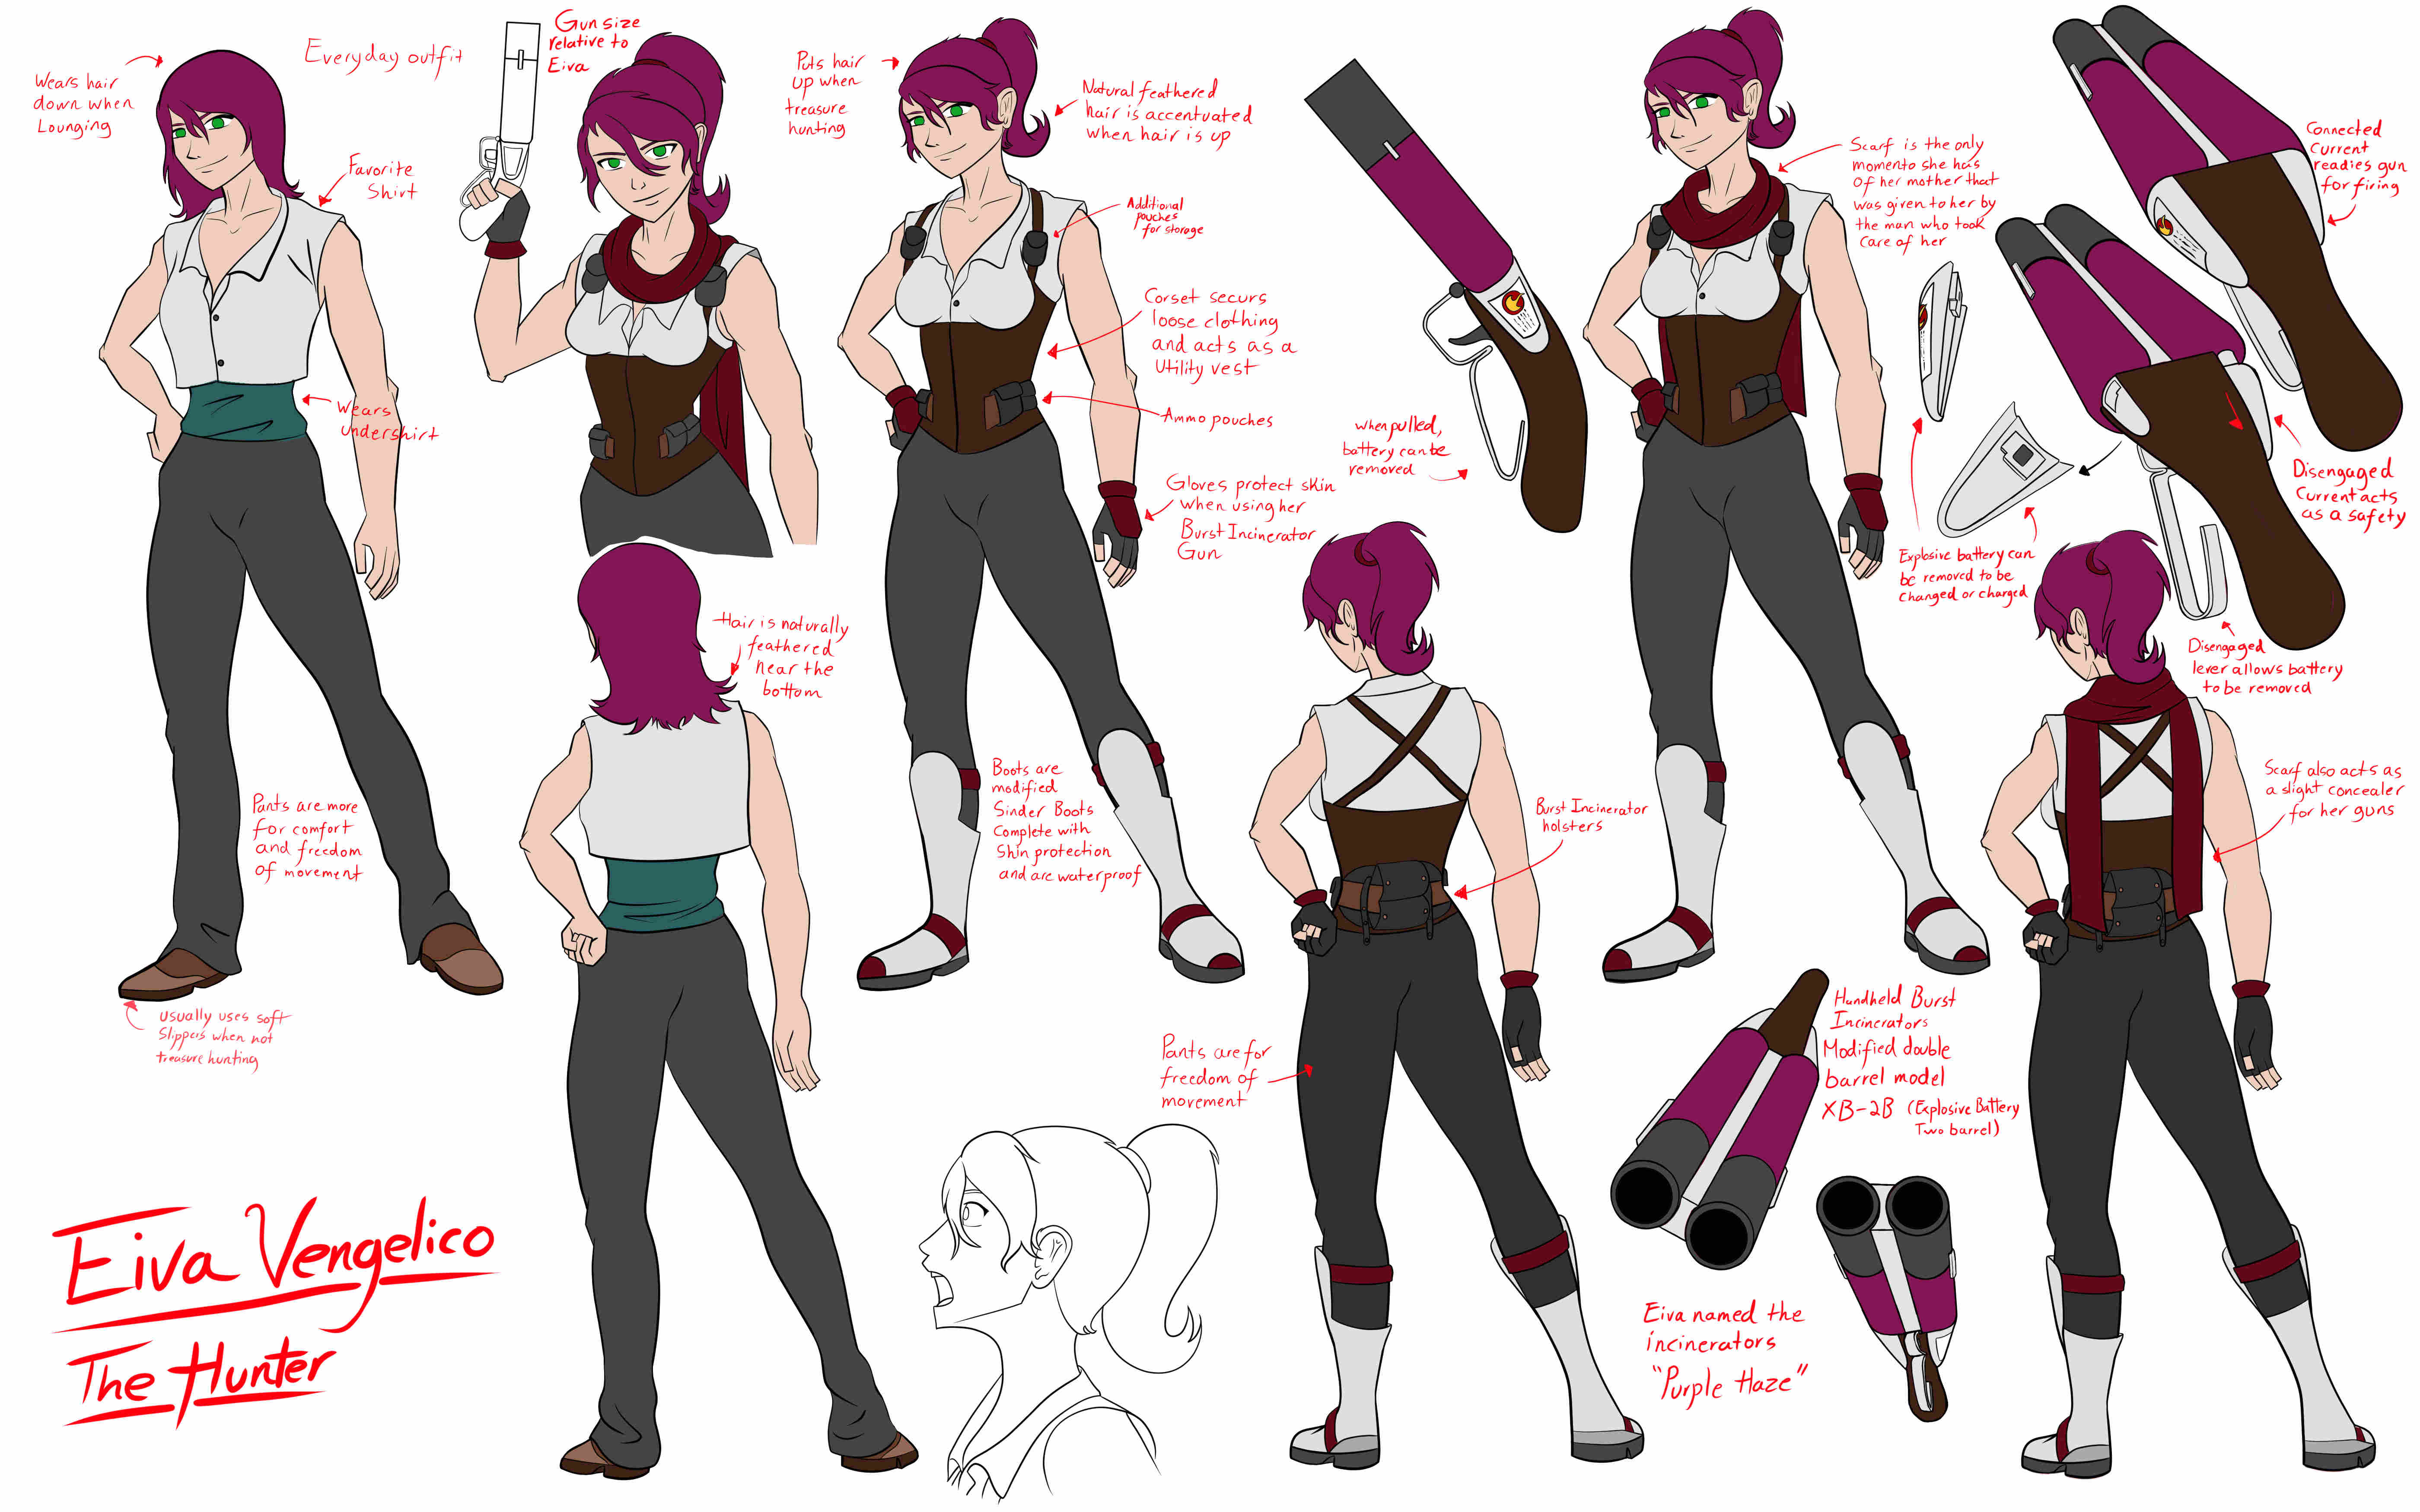 Wears hair
down when
Lounging
Everyday outfit
Gun size
relative to
Eiva
Favorite
Shirt
Wears
undershirt
Pants are more
for comfort
and freedom
of movement
usually uses soft
Slippers when not
treasure hunting
Hair is naturally
feathered
near the
bottom
Puts hair
up when
treasure
hunting
Natural feathered
hair is accentuated
when hair is up
Additional
pouches
for storage
Corset securs
loose clothing
and acts as a
Utility vest
Ammo pouches
Gloves protect skin
when using her
Burst Incinerator
Gun
Boots are
modified
Sinder Boots
Complete with
Shin protection
and are waterproof
when pulled,
battery can be
removed
Scarf is the only
momento she has
of her mother that
was given to her by
the man who took
care of her
Connected
Current
readies gun
for firing
Disengaged
Current acts
as a safety
Explosive battery can
be removed to be
changed or charged
Disengaged
lever allows battery
to be removed
Burst Incinerator
holsters
Scarf also acts as
a slight concealer
for her guns
Pants are for
freedom of
movement
Handheld Burst
Incinerators
Modified double
barrel model
XB-2B (Explosive Battery
Two barrel)
Eiva named the
incinerators
"Purple Haze"
Eiva Vengelico
The Hunter